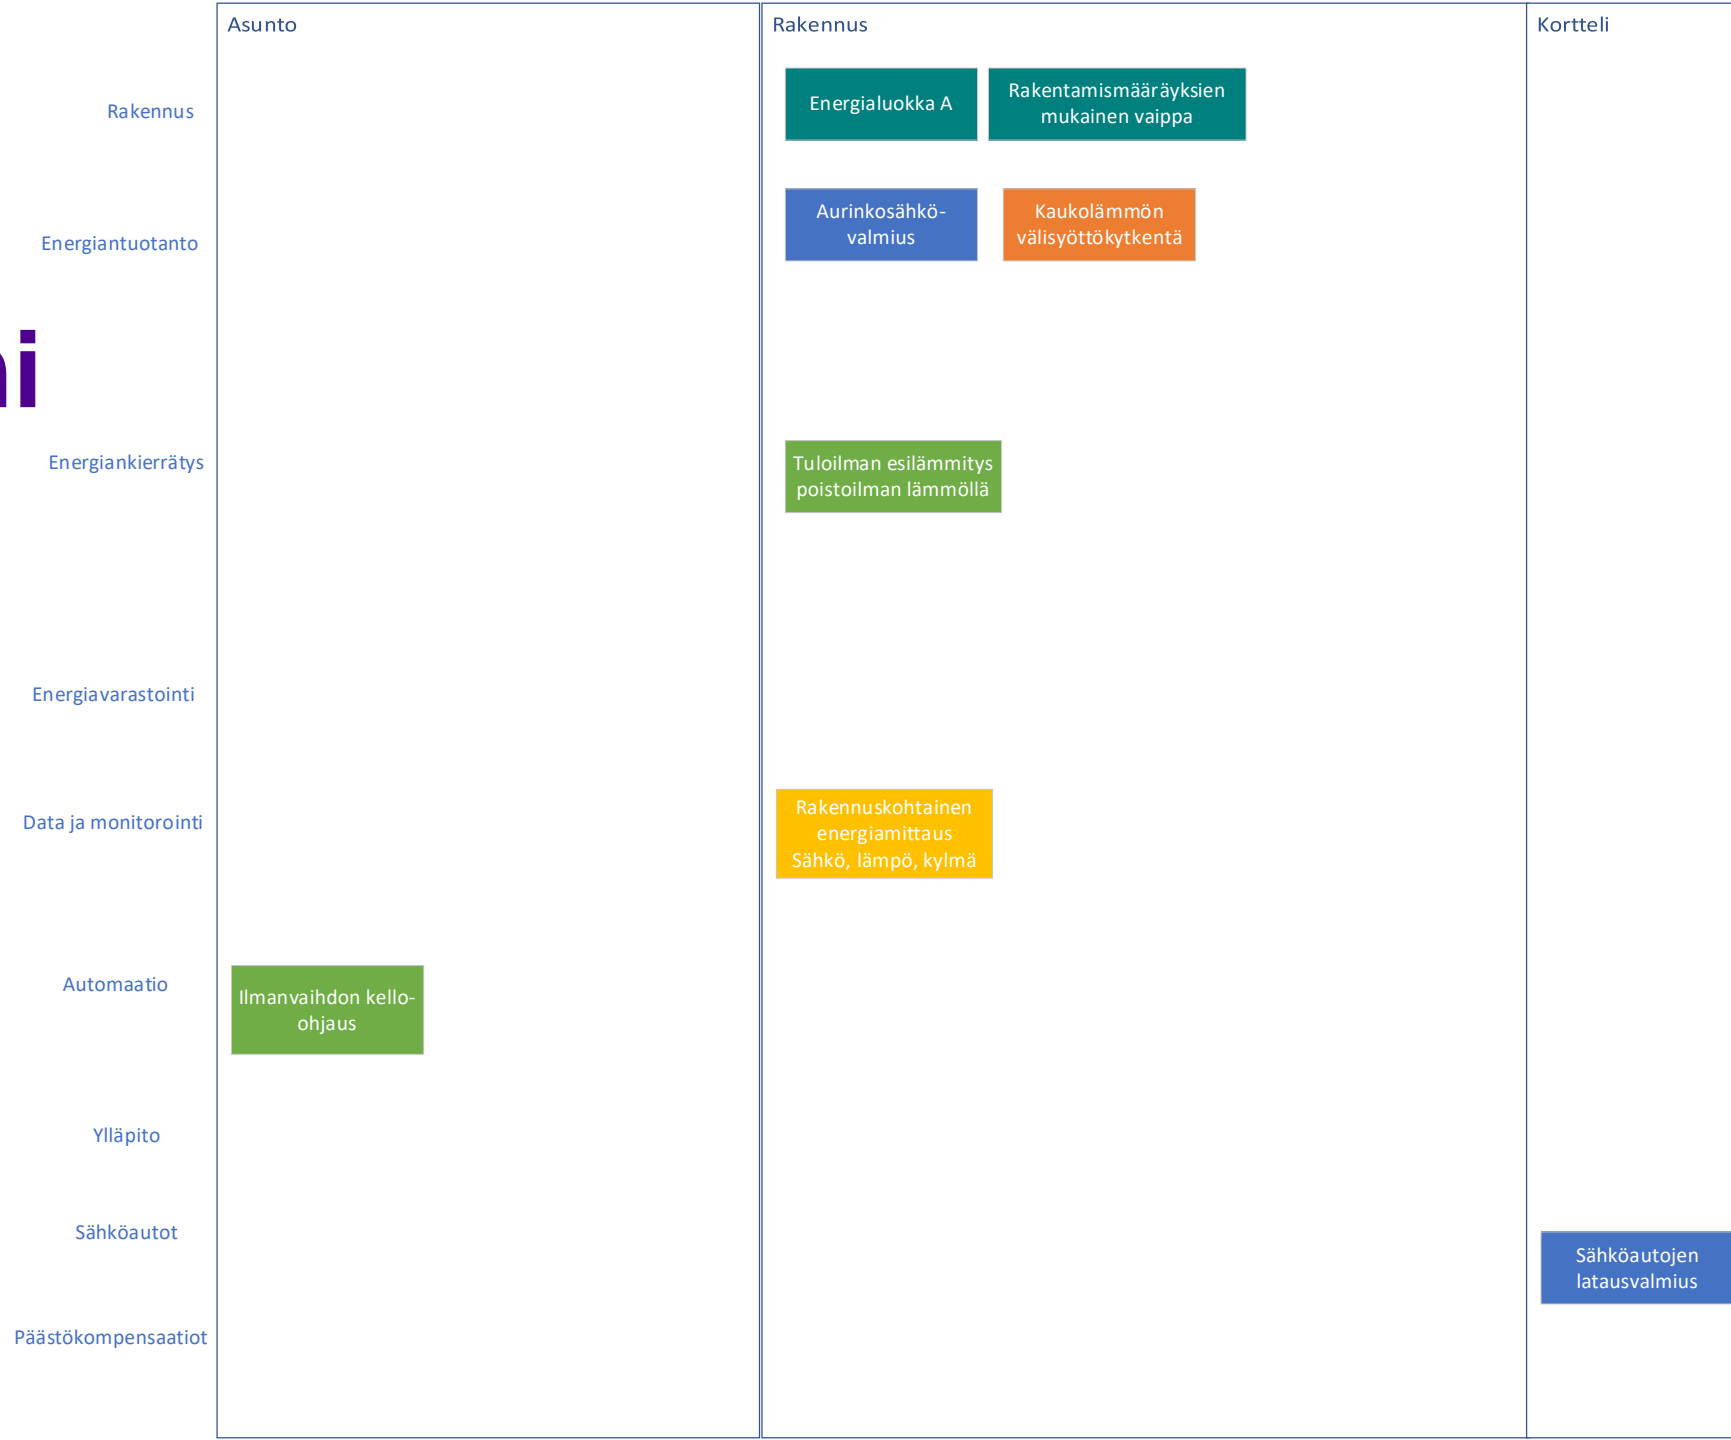 Asunto
Rakennus
Kortteli
Rakennus
Energialuokka A
Rakentamismääräyksien
mukainen vaippa
Energiantuotanto
Aurinkosähkö-
valmius
Kaukolämmön
välisyöttökytkentä
Energiankierrätys
Tuloilman esilämmitys
poistoilman lämmöllä
Energiavarastointi
Data ja monitorointi
Rakennuskohtainen
energiamittaus
Sähkö, lämpö, kylmä
Automaatio
Ilmanvaihdon kello-
ohjaus
Ylläpito
Sähköautot
Sähköautojen
latausvalmius
Päästökompensaatiot